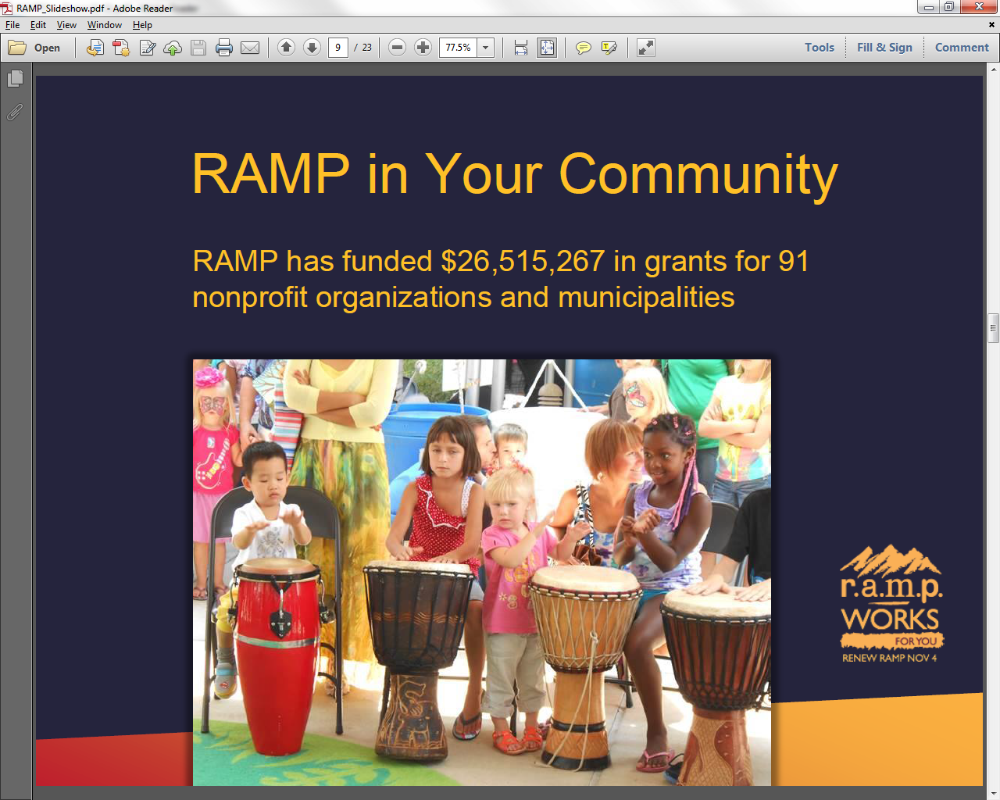 RAMP_Slideshow.pdf - Adobe Reader
File Edit View Window Help
Open 9 / 23 77.5% Tools Fill & Sign Comment
RAMP in Your Community
RAMP has funded $26,515,267 in grants for 91
nonprofit organizations and municipalities
r.a.m.p.
WORKS
FOR YOU
RENEW RAMP NOV 4